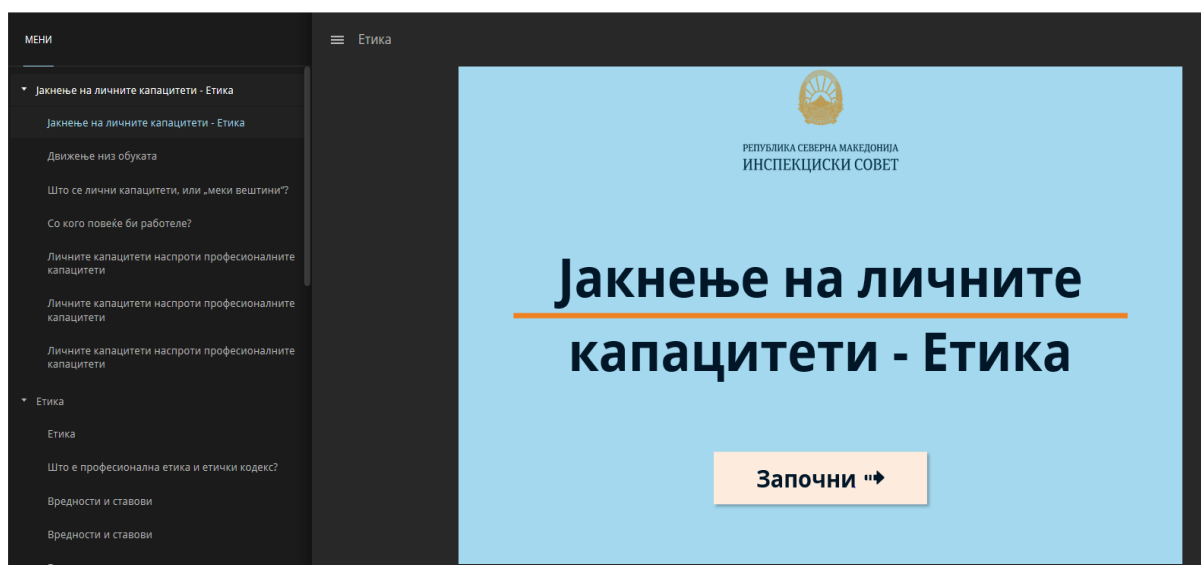 МЕНИ
Јакнење на личните капацитети - Етика
Јакнење на личните капацитети - Етика
Движење низ обуката
Што се лични капацитети, или „меки вештини“?
Со кого повеќе би работеле?
Личните капацитети наспроти професионалните
капацитети
Личните капацитети наспроти професионалните
капацитети
Личните капацитети наспроти професионалните
капацитети
Етика
Етика
Што е професионална етика и етички кодекс?
Вредности и ставови
Вредности и ставови
Етика
РЕПУБЛИКА СЕВЕРНА МАКЕДОНИЈА
ИНСПЕКЦИСКИ СОВЕТ
Јакнење на личните
капацитети - Етика
Започни